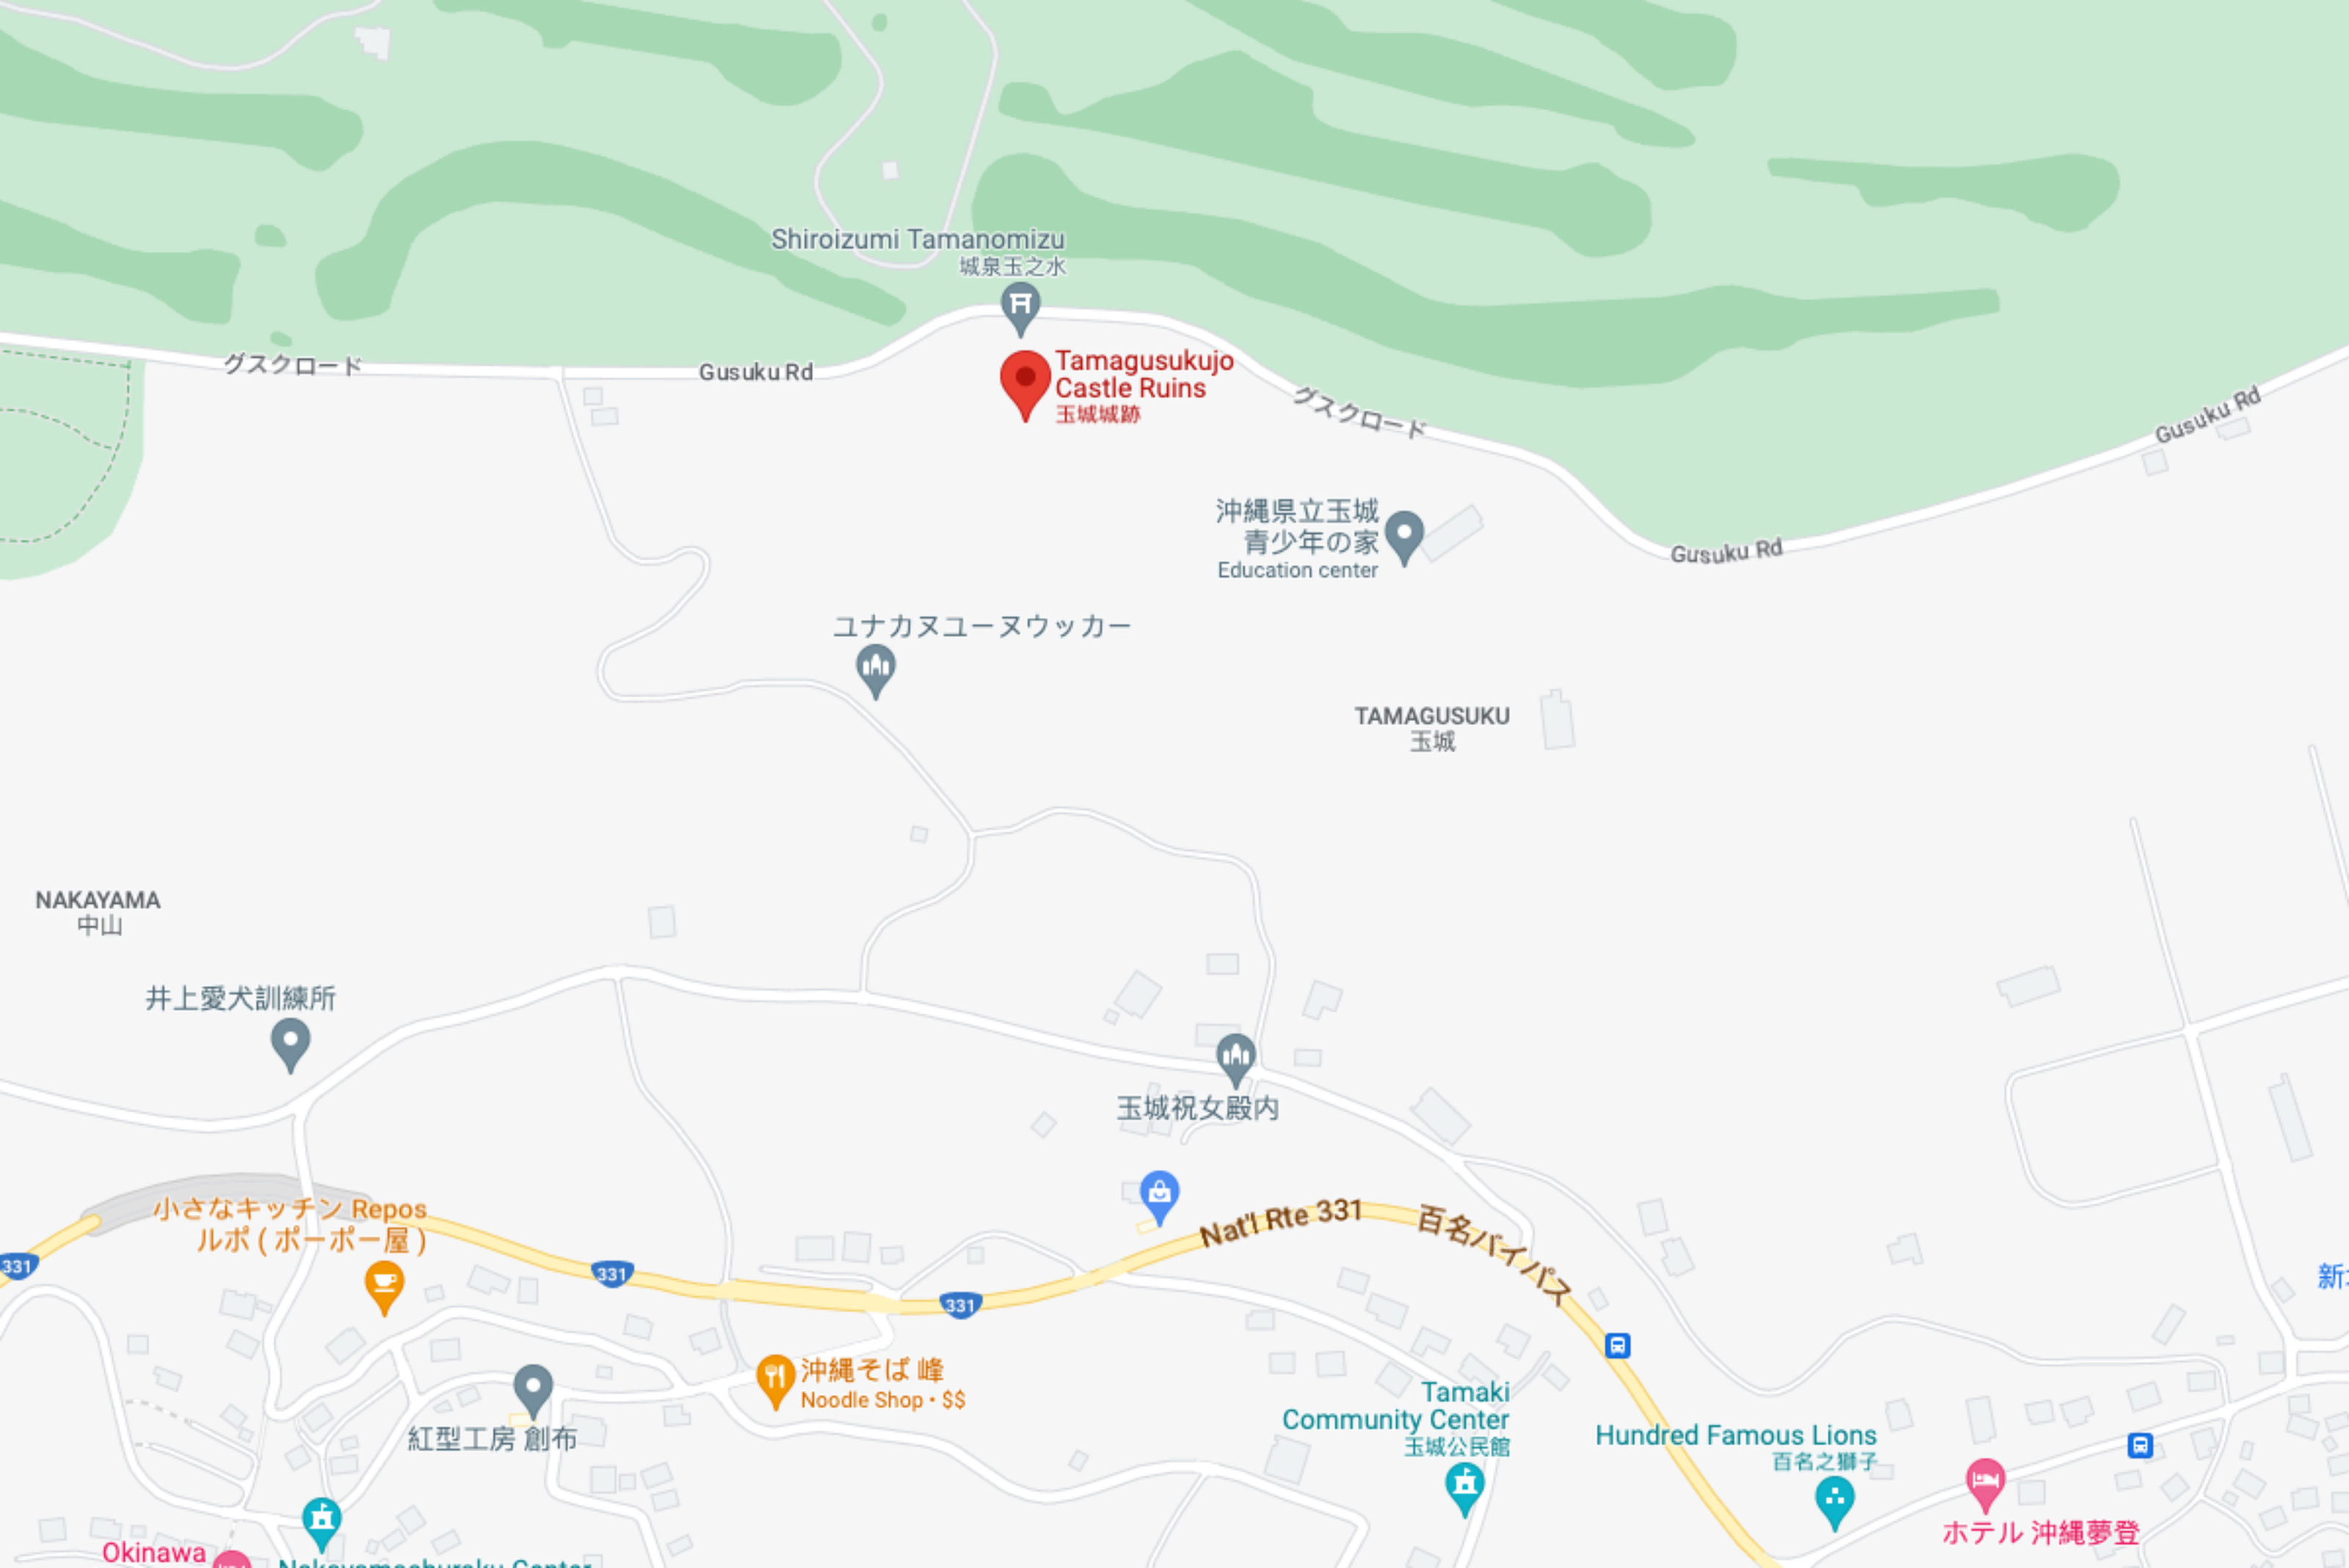 Shiroizumi Tamanomizu
城泉玉之水
グスクロード
Gusuku Rd
Tamagusukujo
Castle Ruins
玉城城跡
グスクロード
Gusuku Rd
Gusuku Rd
沖縄県立玉城
青少年の家
Education center
ユナカヌユーヌウッカー
TAMAGUSUKU
玉城
NAKAYAMA
中山
井上愛犬訓練所
玉城祝女殿内
小さなキッチン Repos
ルポ ( ポーポー屋 )
Nat'l Rte 331
百名バイパス
331
331
331
沖縄そば 峰
Noodle Shop • $$
紅型工房 創布
Tamaki
Community Center
玉城公民館
Hundred Famous Lions
百名之獅子
ホテル 沖縄夢登
Okinawa
新